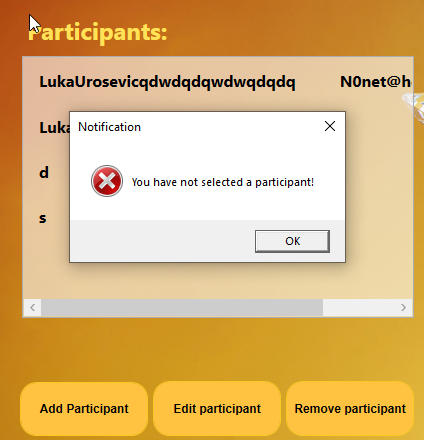 Participants:
LukaUrosevicqdwdqdqwdwqdqdq N0net@h
Luka
Notification
d
You have not selected a participant!
s
OK
Add Participant Edit participant Remove participant